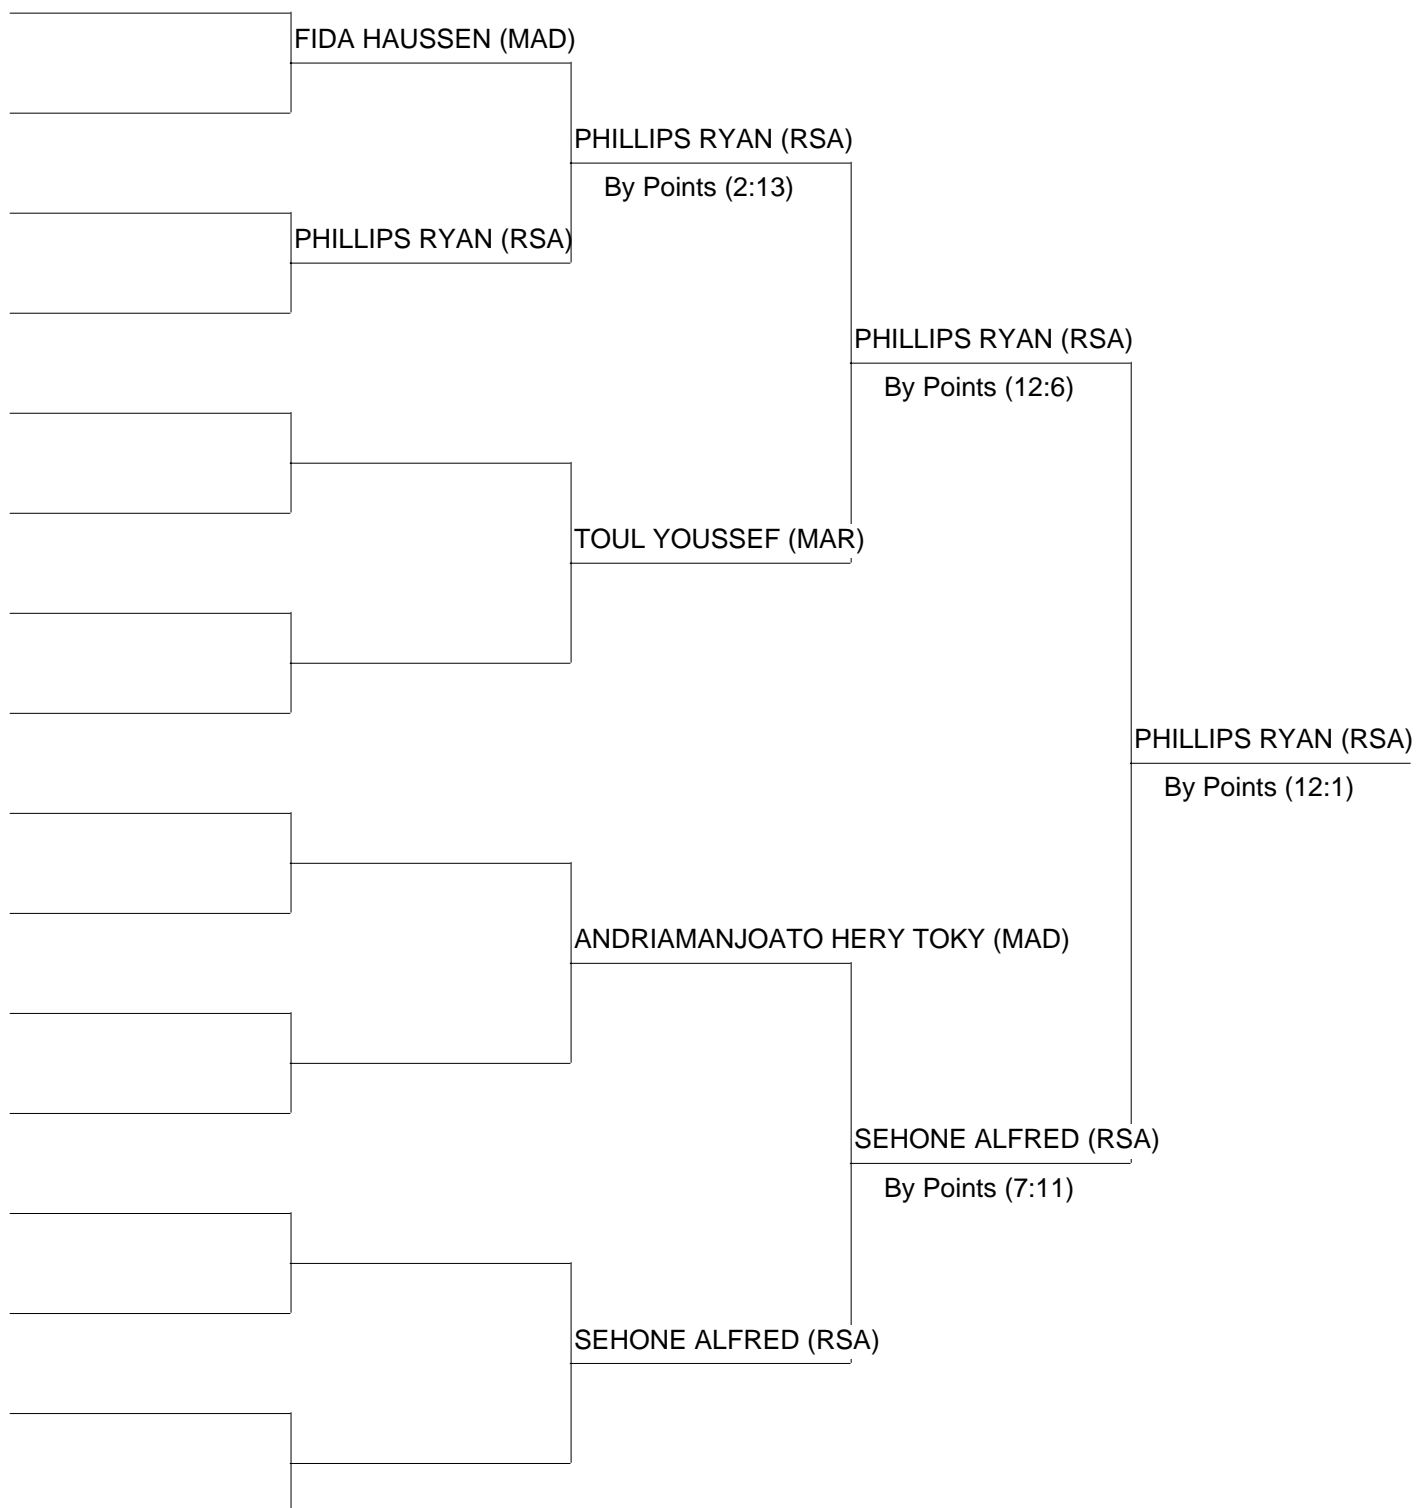 FIDA HAUSSEN (MAD)
PHILLIPS RYAN (RSA)
By Points (2:13)
PHILLIPS RYAN (RSA)
PHILLIPS RYAN (RSA)
By Points (12:6)
TOUL YOUSSEF (MAR)
PHILLIPS RYAN (RSA)
By Points (12:1)
ANDRIAMANJOATO HERY TOKY (MAD)
SEHONE ALFRED (RSA)
By Points (7:11)
SEHONE ALFRED (RSA)